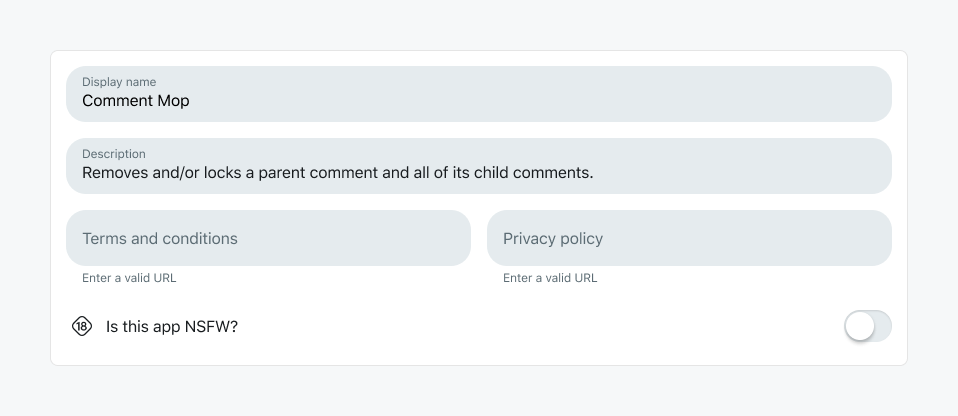 Display name
Comment Mop
Description
Removes and/or locks a parent comment and all of its child comments.
Terms and conditions
Privacy policy
Enter a valid URL
Enter a valid URL
18
Is this app NSFW?